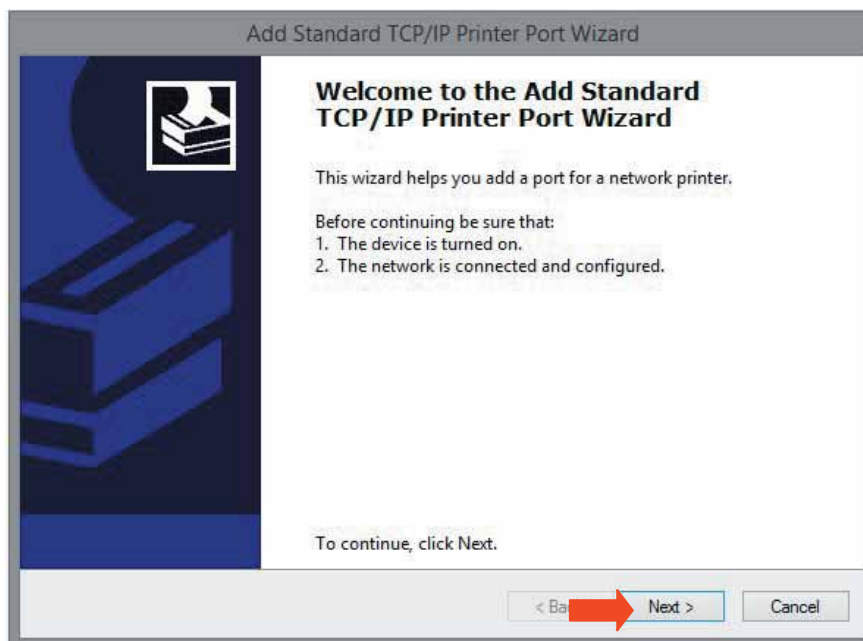 Add Standard TCP/IP Printer Port Wizard
Welcome to the Add Standard
TCP/IP Printer Port Wizard
This wizard helps you add a port for a network printer.
Before continuing be sure that:
1. The device is turned on.
2. The network is connected and configured.
To continue, click Next.
< Ba
Next >
Cancel